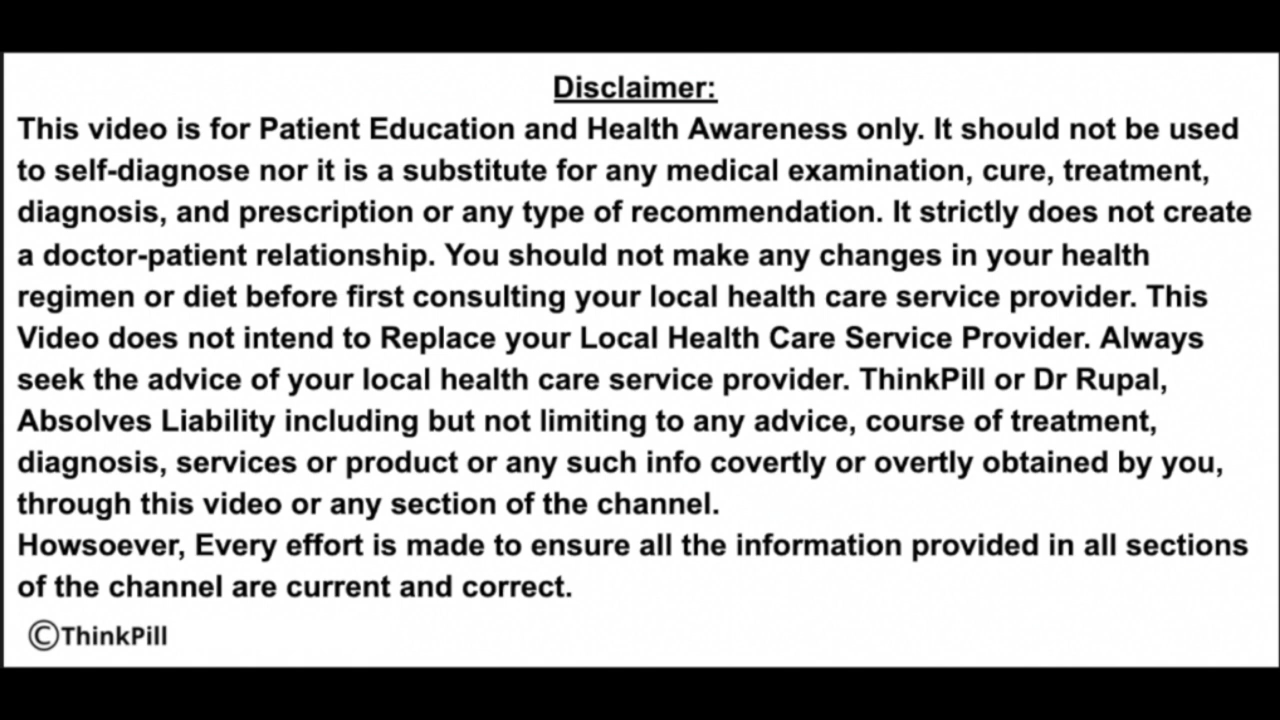 Disclaimer:
This video is for Patient Education and Health Awareness only. It should not be used
to self-diagnose nor it is a substitute for any medical examination, cure, treatment,
diagnosis, and prescription or any type of recommendation. It strictly does not create
a doctor-patient relationship. You should not make any changes in your health
regimen or diet before first consulting your local health care service provider. This
Video does not intend to Replace your Local Health Care Service Provider. Always
seek the advice of your local health care service provider. ThinkPill or Dr Rupal,
Absolves Liability including but not limiting to any advice, course of treatment,
diagnosis, services or product or any such info covertly or overtly obtained by you,
through this video or any section of the channel.
Howsoever, Every effort is made to ensure all the information provided in all sections
of the channel are current and correct.
©ThinkPill